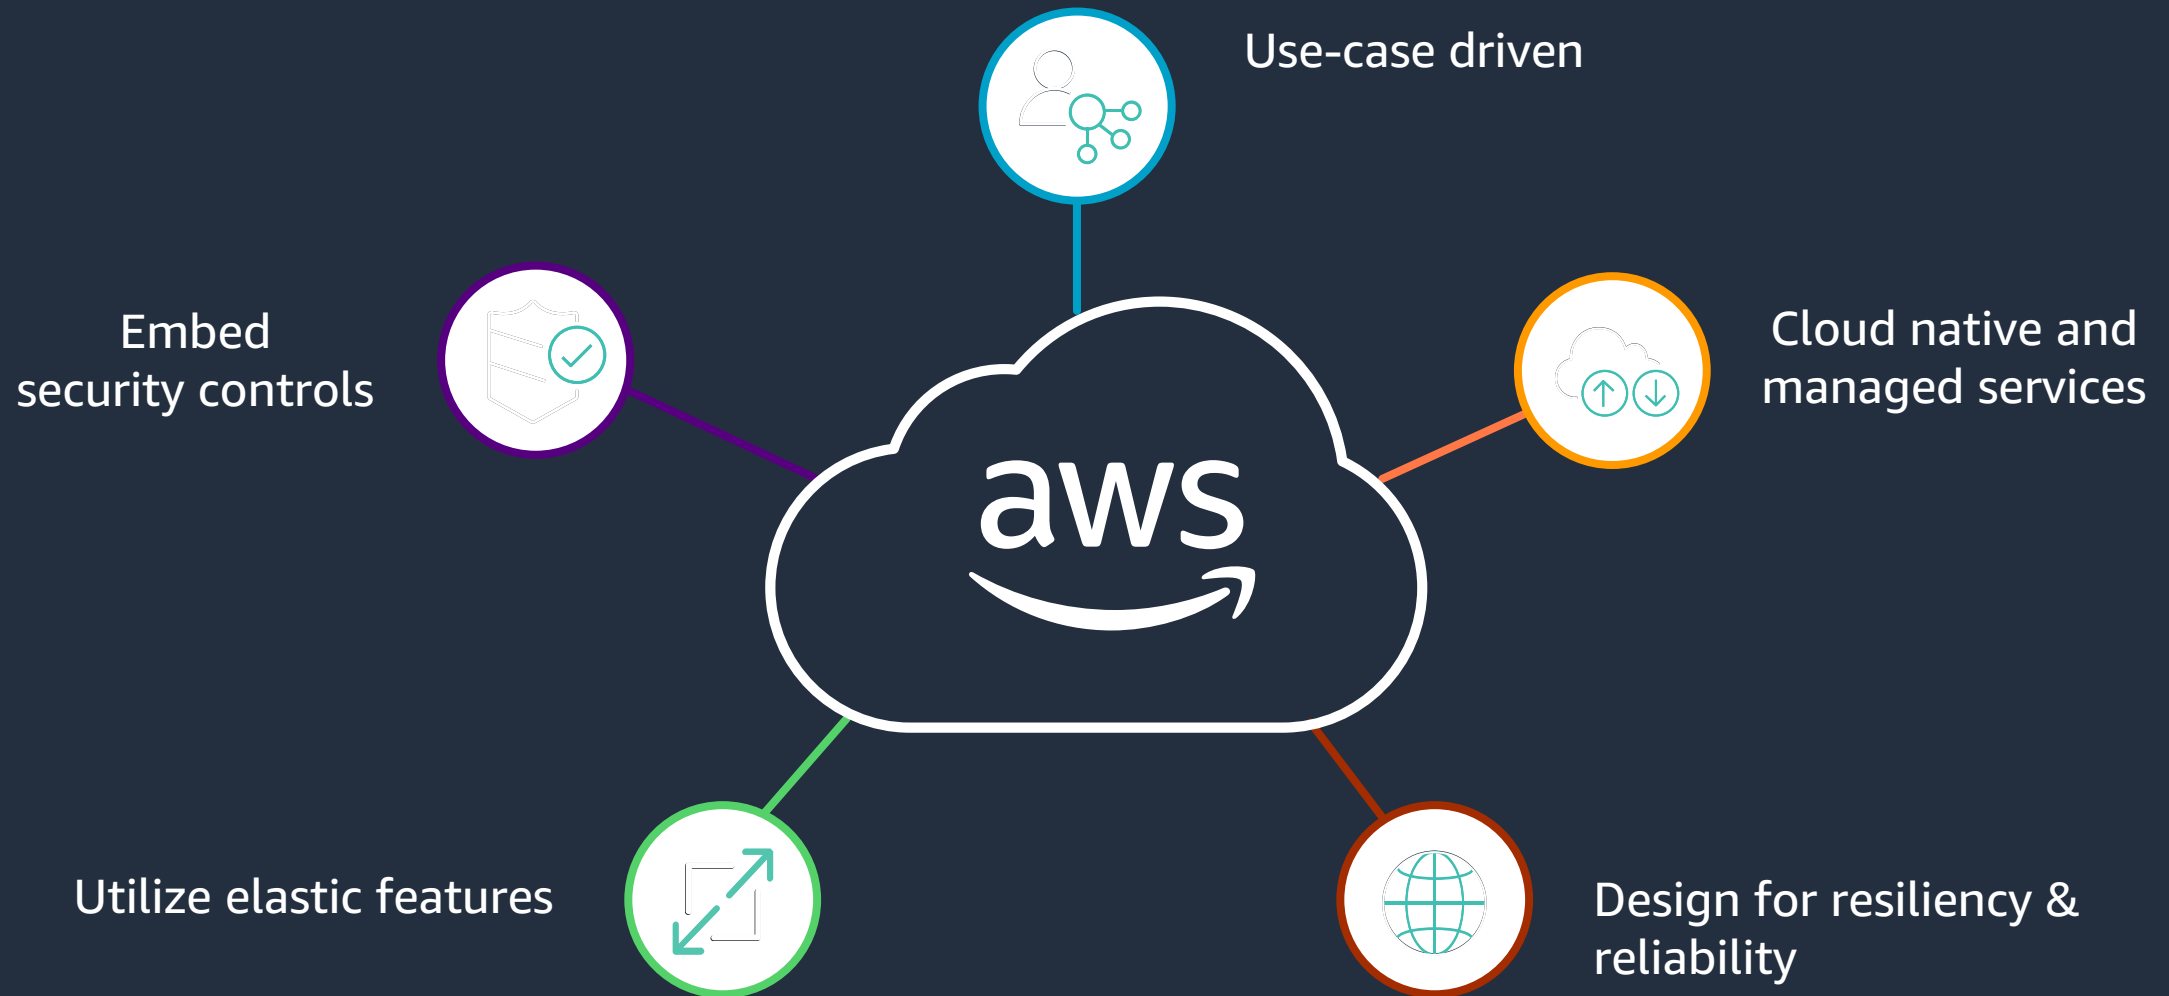 Use-case driven
Embed
security controls
Cloud native and
managed services
aws
Utilize elastic features
Design for resiliency &
reliability